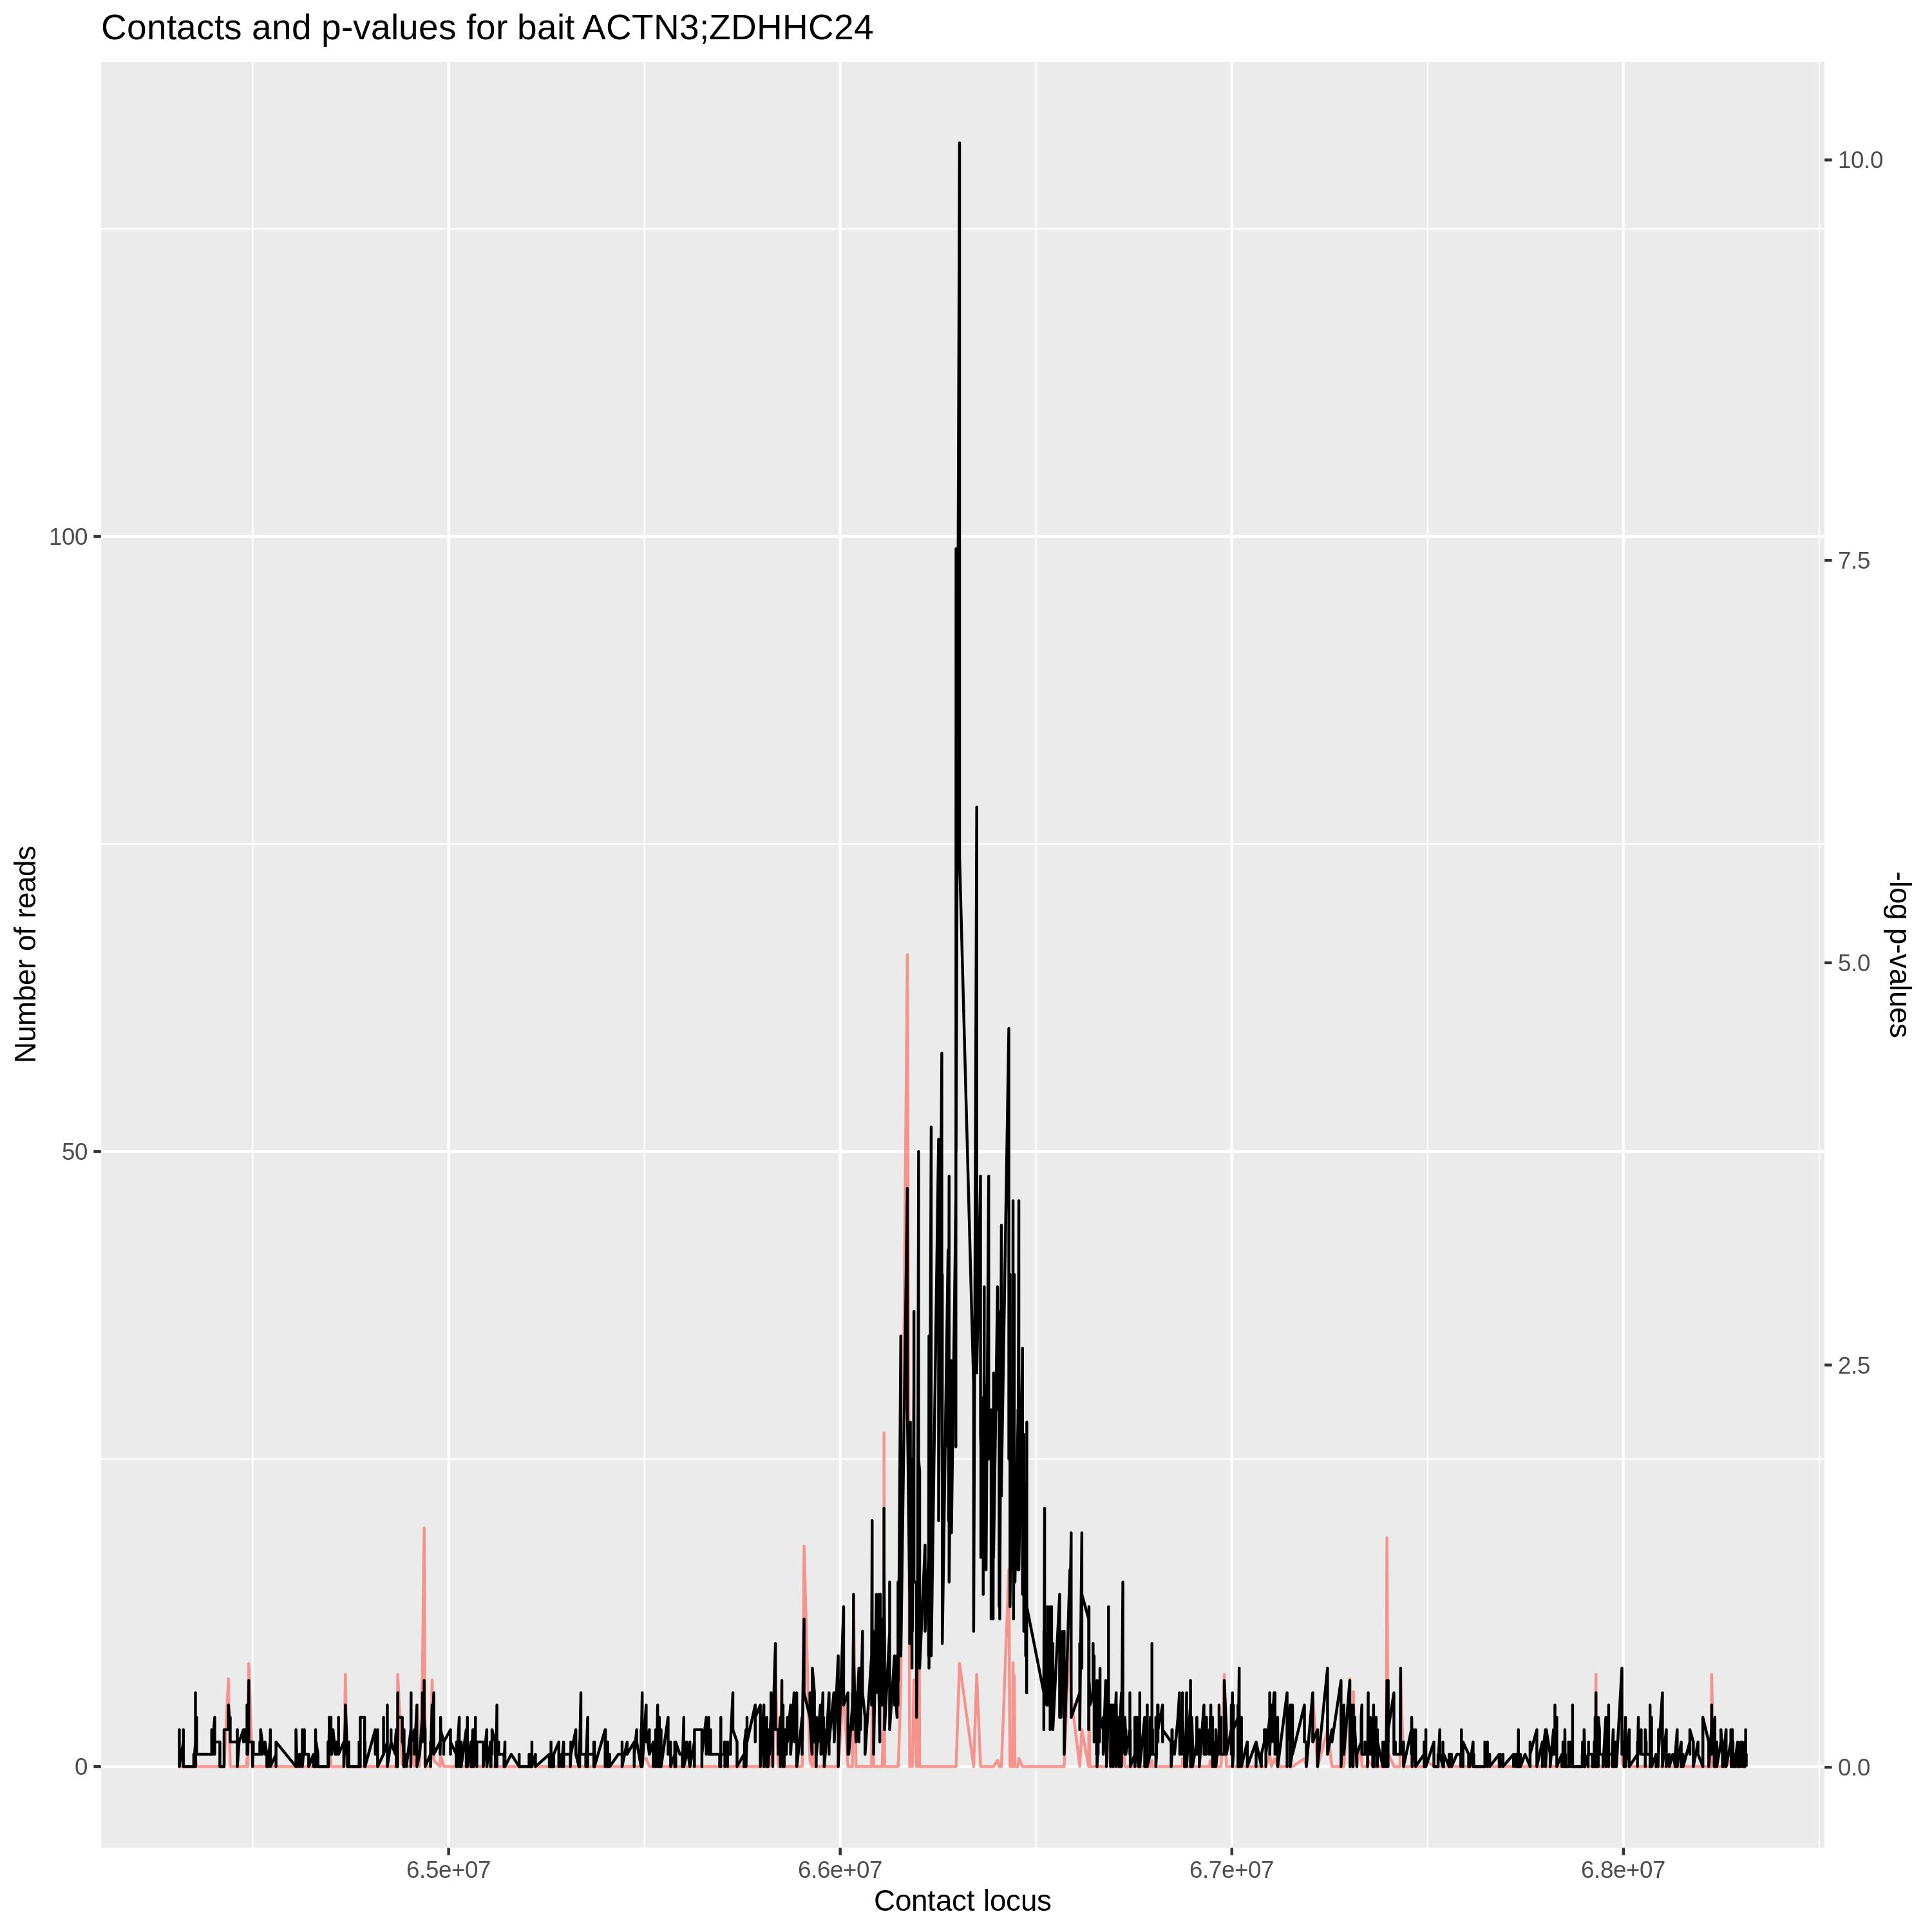 Contacts and p-values for bait ACTN3;ZDHHC24
Number of reads
100
50
0
10.0
7.5
5.0
2.5
0.0
-log p-values
6.5e+07 6.6e+07 6.7e+07 6.8e+07
Contact locus